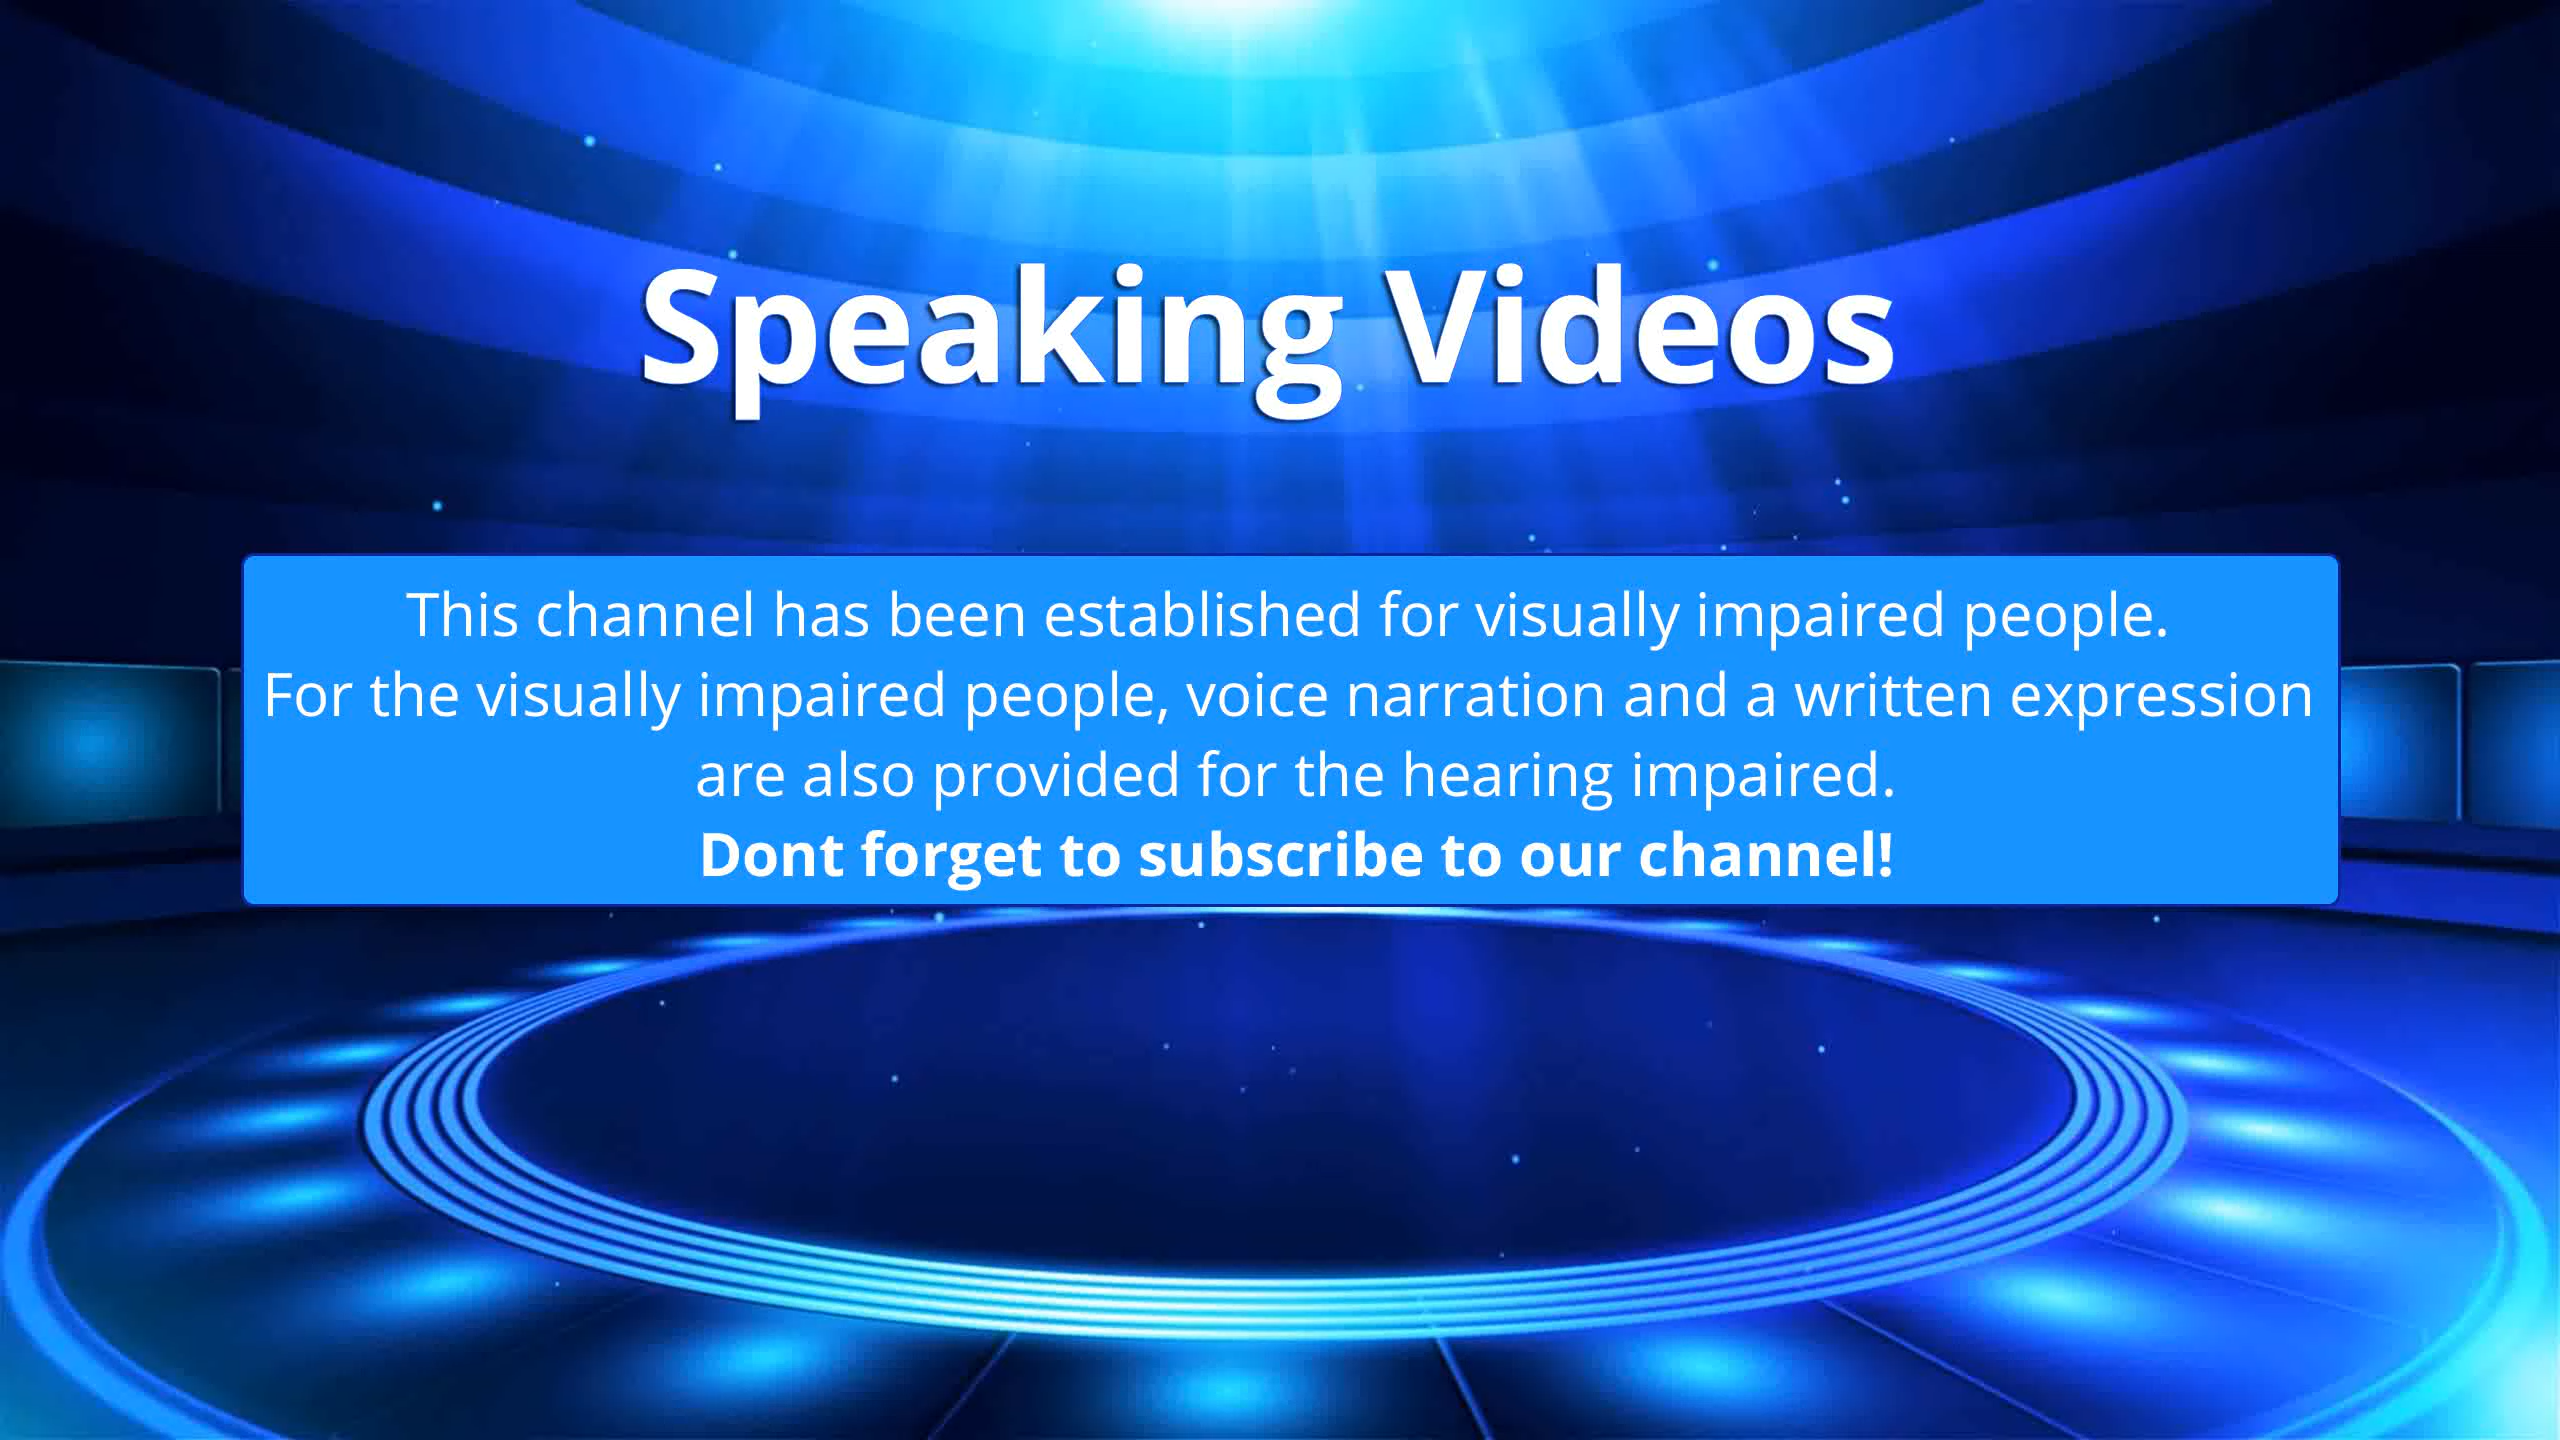 Speaking Videos
This channel has been established for visually impaired people.
For the visually impaired people, voice narration and a written expression
are also provided for the hearing impaired.
Dont forget to subscribe to our channel!